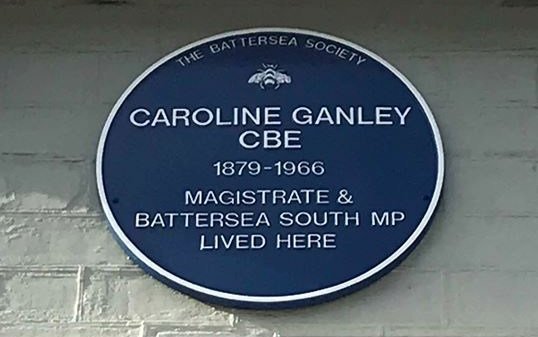 THE BATTERSEA SOCIETY
CAROLINE GANLEY
CBE
1879-1966
MAGISTRATE &
BATTERSEA SOUTH MP
LIVED HERE